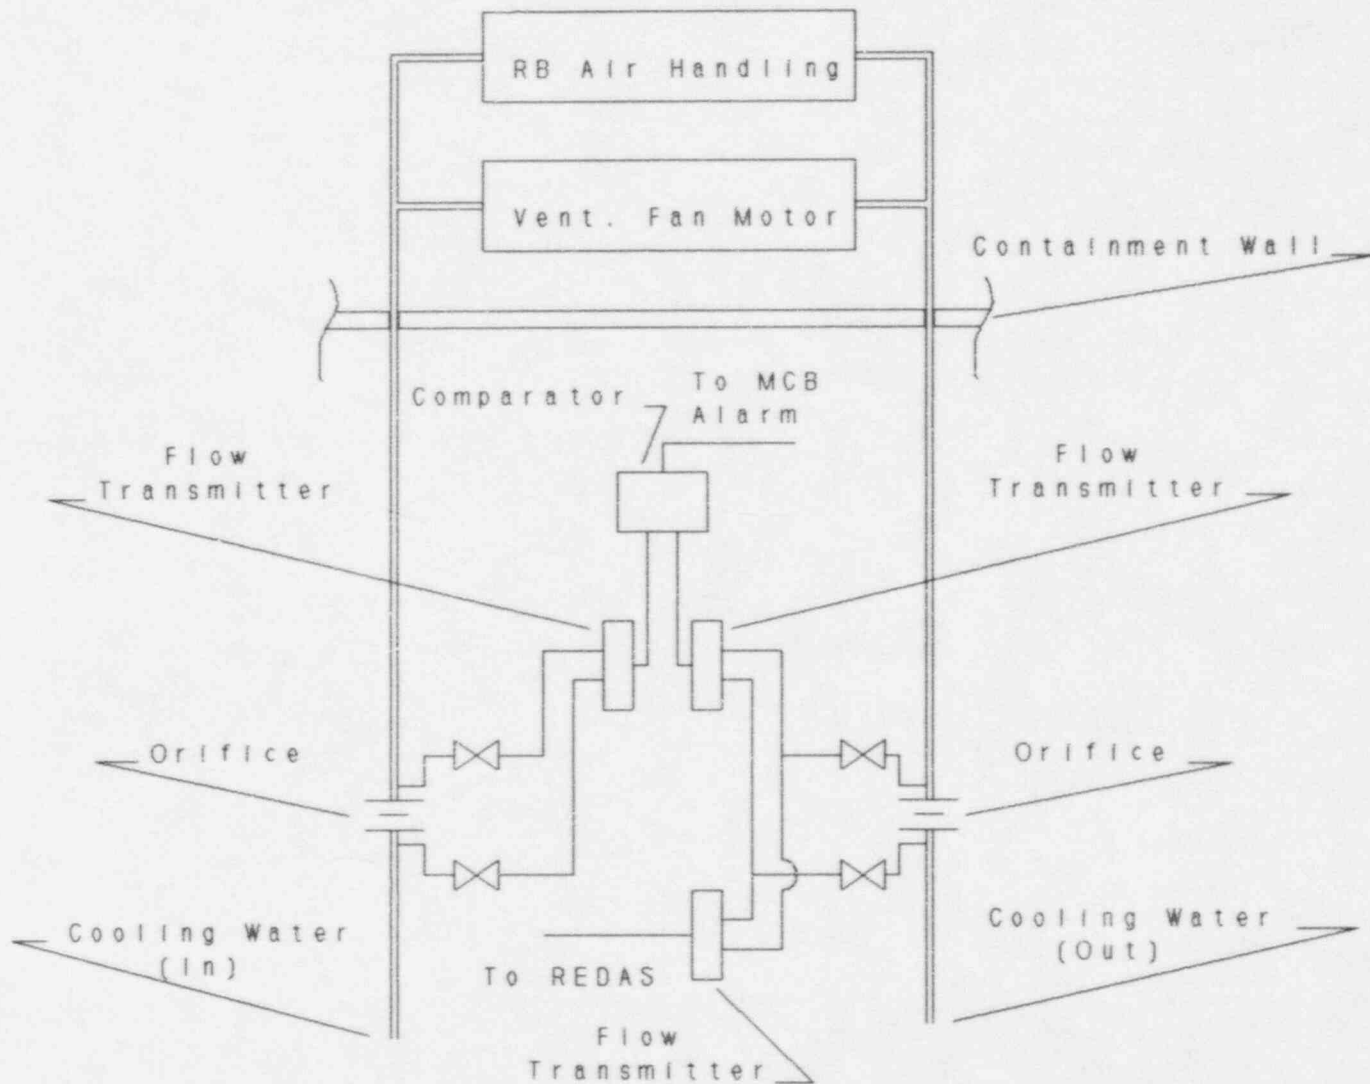 RB Air Handling
Vent. Fan Motor
Containment Wall
Comparator
To MCB
Alarm
Flow
Transmitter
Flow
Transmitter
Orifice
Orifice
Cooling Water
(In)
Cooling Water
(Out)
To REDAS
Flow
Transmitter